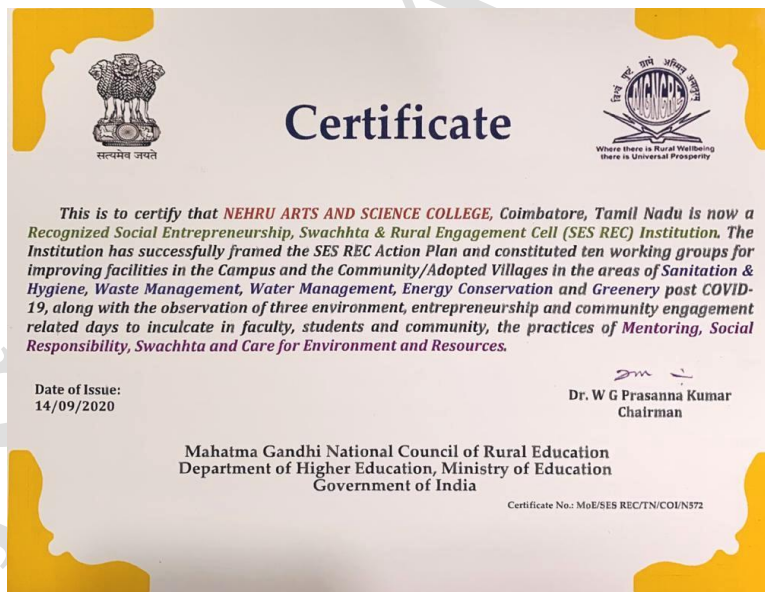 सत्यमेव जयते
Certificate
MGNCRE
Where there is Rural Wellbeing
there is Universal Prosperity
This is to certify that NEHRU ARTS AND SCIENCE COLLEGE, Coimbatore, Tamil Nadu is now a
Recognized Social Entrepreneurship, Swachhta & Rural Engagement Cell (SES REC) Institution. The
Institution has successfully framed the SES REC Action Plan and constituted ten working groups for
improving facilities in the Campus and the Community/Adopted Villages in the areas of Sanitation &
Hygiene, Waste Management, Water Management, Energy Conservation and Greenery post COVID-
19, along with the observation of three environment, entrepreneurship and community engagement
related days to inculcate in faculty, students and community, the practices of Mentoring, Social
Responsibility, Swachhta and Care for Environment and Resources.
Date of Issue:
14/09/2020
Dr. W G Prasanna Kumar
Chairman
Mahatma Gandhi National Council of Rural Education
Department of Higher Education, Ministry of Education
Government of India
Certificate No.: MoE/SES REC/TN/COI/N572